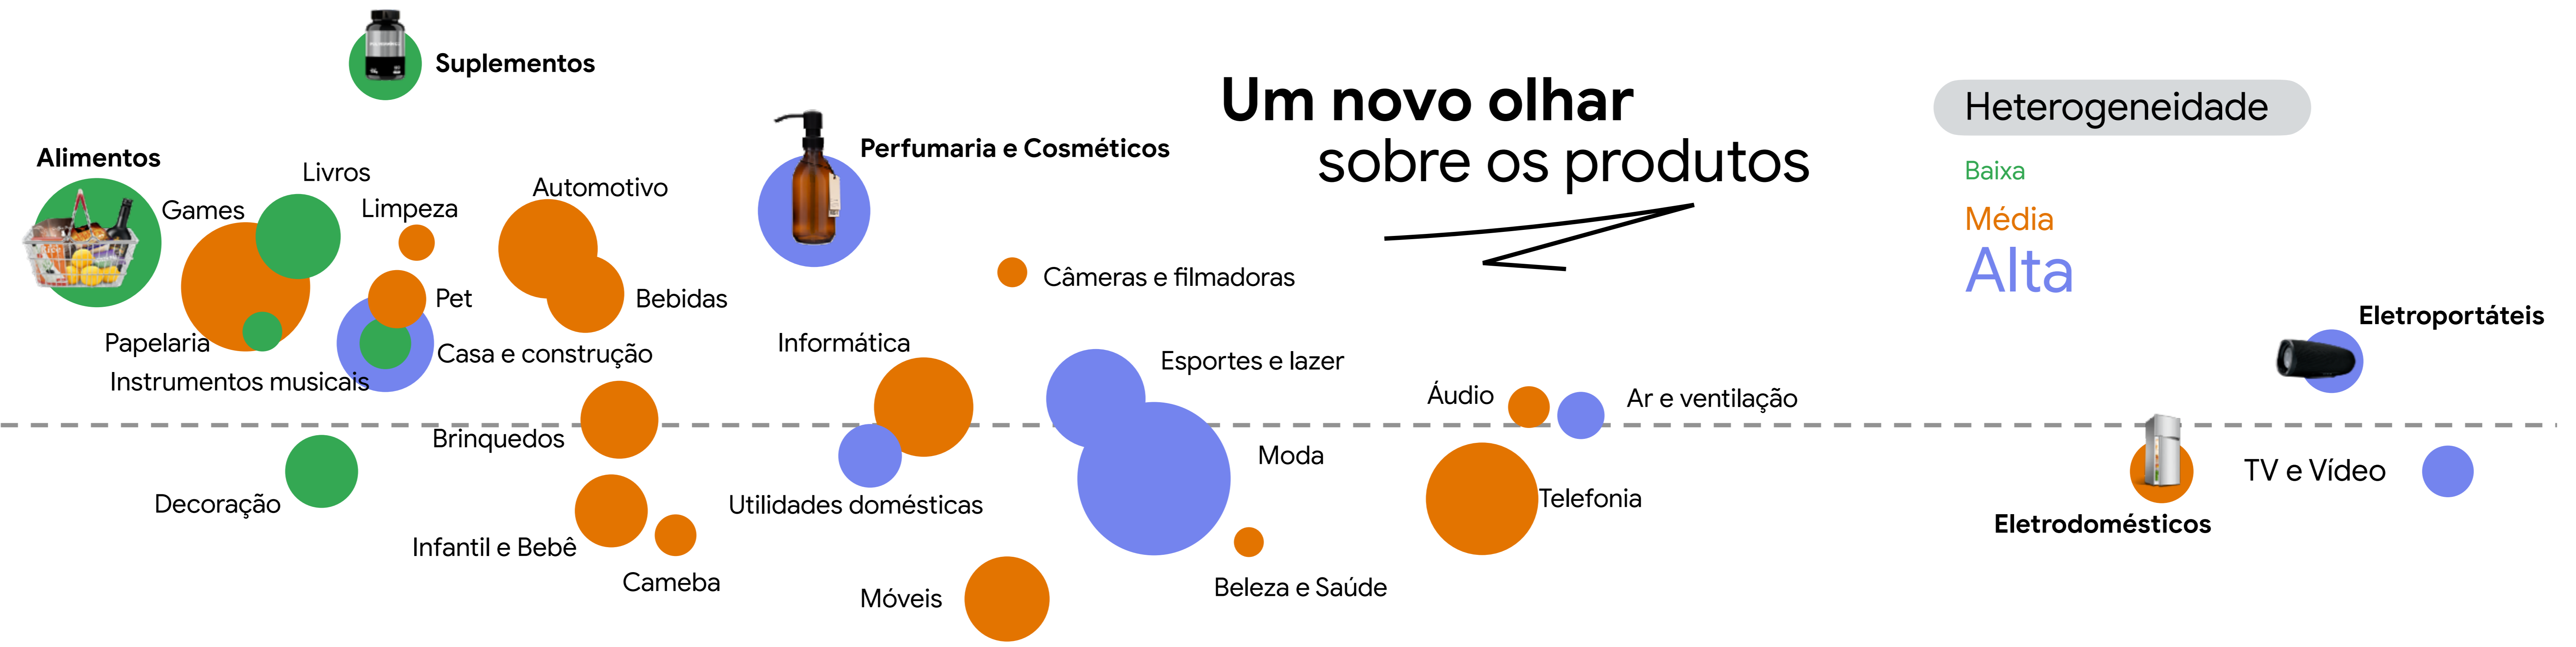 Suplementos
Um novo olhar
sobre os produtos
Heterogeneidade
Baixa
Média
Alta
Perfumaria e Cosméticos
Alimentos
Livros
Automotivo
Games
Limpeza
Câmeras e filmadoras
Pet
Bebidas
Eletroportáteis
Papelaria
Informática
Casa e construção
Esportes e lazer
Instrumentos musicais
Áudio
Ar e ventilação
Brinquedos
Moda
TV e Vídeo
Decoração
Utilidades domésticas
Telefonia
Eletrodomésticos
Infantil e Bebê
Cameba
Beleza e Saúde
Móveis